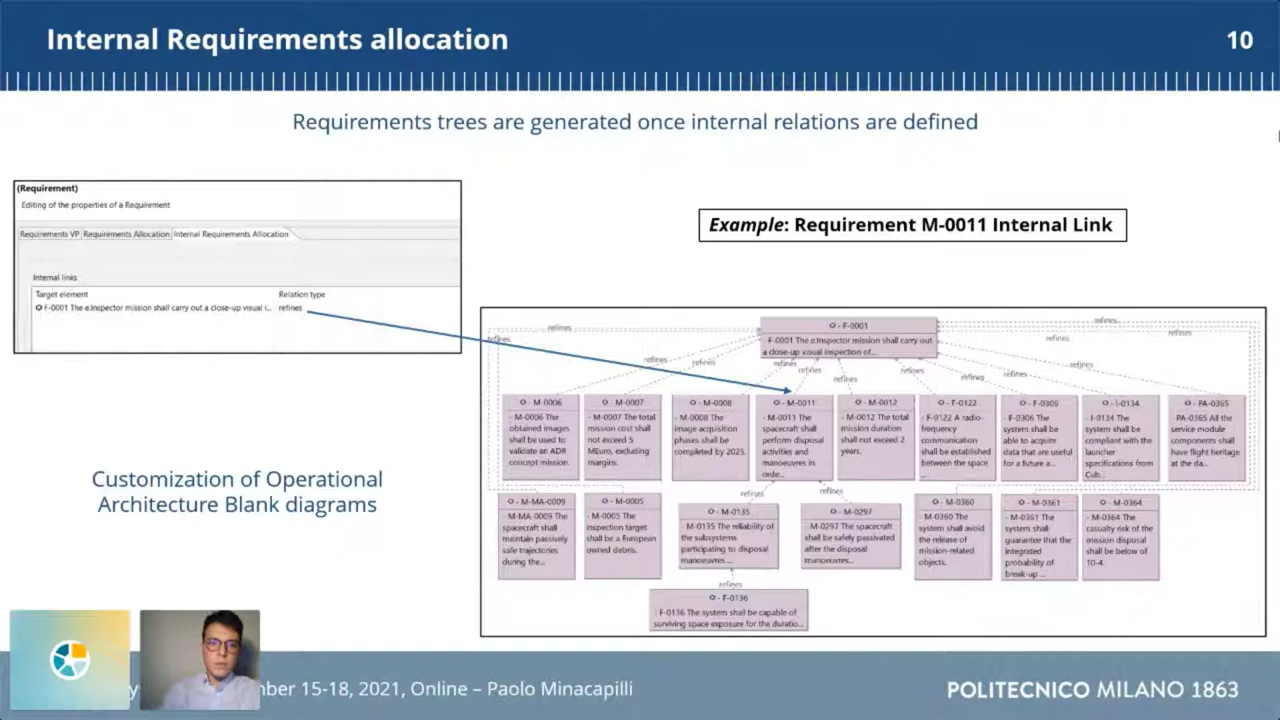 Internal Requirements allocation
10
Requirements trees are generated once internal relations are defined
(Requirement)
Editing of the properties of a Requirement
Requirements VP Requirements Allocation Internal Requirements Allocation
Internal links
Target element Relation type
F-0001 The e.Inspector mission shall carry out a close-up visual i... refines
Example: Requirement M-0011 Internal Link
Customization of Operational
Architecture Blank diagrams
- F-0001
F-0001 The e.Inspector mission shall carry out
a close-up visual inspection of...
refines
refines
refines
refines
refines
refines
refines
refines
refines
refines
refines
refines
refines
- M-0006
- M-0006 The
obtained images
shall be used to
validate an ADR
concept mission.
- M-0007
- M-0007 The total
mission cost shall
not exceed 5
MEuro, excluding
margins.
- M-0008
- M-0008 The
image acquisition
phases shall be
completed by 2025.
- M-0011
- M-0011 The
spacecraft shall
perform disposal
activities and
manoeuvres in
orde...
- M-0012
- M-0012 The total
mission duration
shall not exceed 2
years.
- F-0122
- F-0122 A radio-
frequency
communication
shall be established
between the space
...
- F-0306
- F-0306 The
system shall be
able to acquire
data that are useful
for a future a...
- I-0134
- I-0134 The
system shall be
compliant with the
launcher
specifications from
Cub...
- PA-0365
PA-0365 All the
service module
components shall
have flight heritage
at the da...
- M-MA-0009
- M-MA-0009 The
spacecraft shall
maintain passively
safe trajectories
during the...
- M-0005
- M-0005 The
inspection target
shall be a European
owned debris.
refines
refines
- M-0135
M-0135 The reliability of
the subsystems
participating to disposal
manoeuvres ...
- M-0297
- M-0297 The spacecraft
shall be safely passivated
after the disposal
manoeuvres...
- M-0360
- M-0360 The
system shall avoid
the release of
mission-related
objects.
- M-0361
- M-0361 The
system shall
guarantee that the
integrated
probability of
break-up ...
- M-0364
- M-0364 The
casualty risk of the
mission disposal
shall be below of
10-4.
refines
- F-0136
F-0136 The system shall be capable of
surviving space exposure for the duratio...
15-18, 2021, Online – Paolo Minacapilli
POLITECNICO MILANO 1863